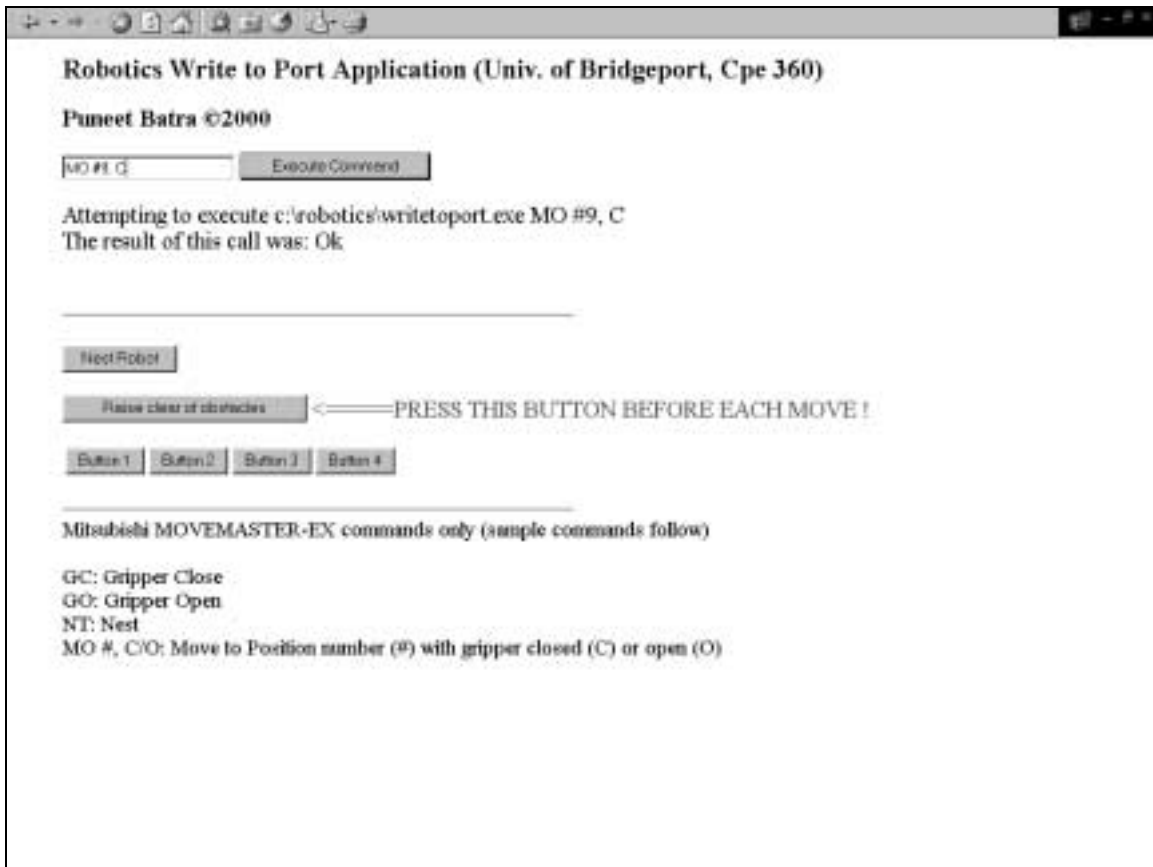 Robotics Write to Port Application (Univ. of Bridgeport, Cpe 360)
Puneet Batra ©2000
MO #9, C Execute Command
Attempting to execute c:\robotics\writetoport.exe MO #9, C
The result of this call was: Ok
Nest Robot
Raise clear of obstacles <=====PRESS THIS BUTTON BEFORE EACH MOVE !
Button 1 Button 2 Button 3 Button 4
Mitsubishi MOVEMASTER-EX commands only (sample commands follow)
GC: Gripper Close
GO: Gripper Open
NT: Nest
MO #, C/O: Move to Position number (#) with gripper closed (C) or open (O)